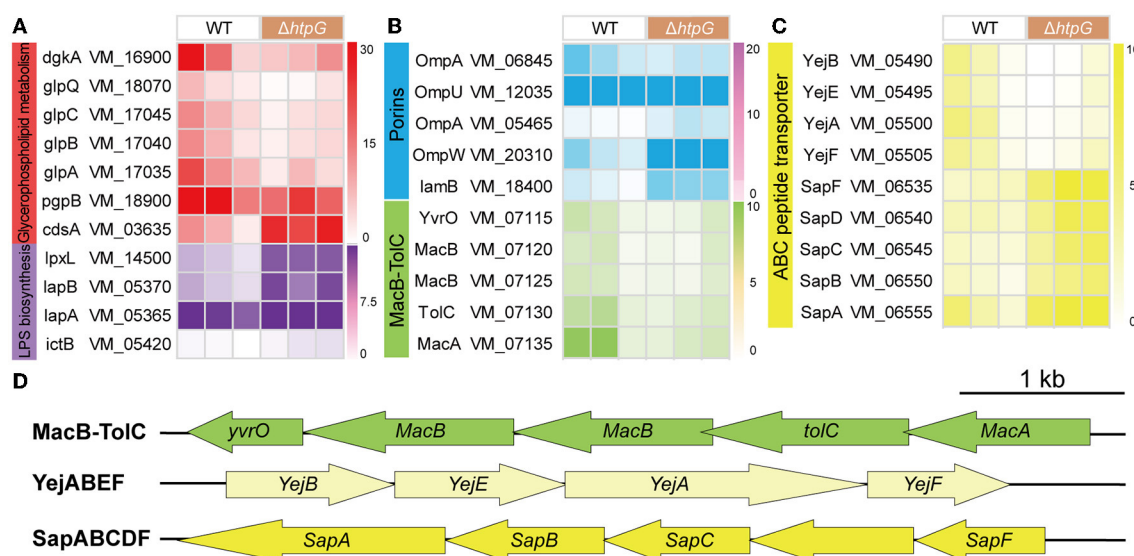 A
WT ΔhtpG
Glycerophospholipid metabolism
dgkA VM_16900
glpQ VM_18070
glpC VM_17045
glpB VM_17040
glpA VM_17035
pgpB VM_18900
cdsA VM_03635
LPS biosynthesis
lpxL VM_14500
lapB VM_05370
lapA VM_05365
ictB VM_05420
30
15
0
15
7.5
0
B
WT ΔhtpG
Porins
OmpA VM_06845
OmpU VM_12035
OmpA VM_05465
OmpW VM_20310
lamB VM_18400
MacB-TolC
YvrO VM_07115
MacB VM_07120
MacB VM_07125
TolC VM_07130
MacA VM_07135
20
10
0
10
5
0
C
WT ΔhtpG
ABC peptide transporter
YejB VM_05490
YejE VM_05495
YejA VM_05500
YejF VM_05505
SapF VM_06535
SapD VM_06540
SapC VM_06545
SapB VM_06550
SapA VM_06555
5
0
D
1 kb
MacB-TolC yvrO MacB MacB tolC MacA
YejABEF YejB YejE YejA YejF
SapABCDF SapA SapB SapC SapF